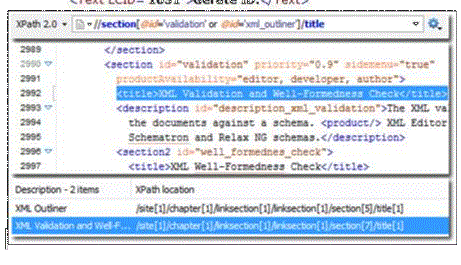 XPath 2.0 //section[@id='validation' or @id='xml_outliner']/title
2989 </section>
2990 <section id="validation" priority="0.9" sidemenu="true"
2991 productAvailability="editor, developer, author">
2992 <title>XML Validation and Well-Formedness Check</title>
2993 <description id="description_xml_validation">The XML va
2994 the documents against a schema. <product/> XML Editor
2995 Schematron and Relax NG schemas.</description>
2996 <section2 id="well_formednes_check">
2997 <title>XML Well-Formedness Check</title>
Description - 2 items XPath location
XML Outliner /site[1]/chapter[1]/linksection[1]/linksection[1]/section[5]/title[1]
XML Validation and Well-F... /site[1]/chapter[1]/linksection[1]/linksection[1]/section[7]/title[1]